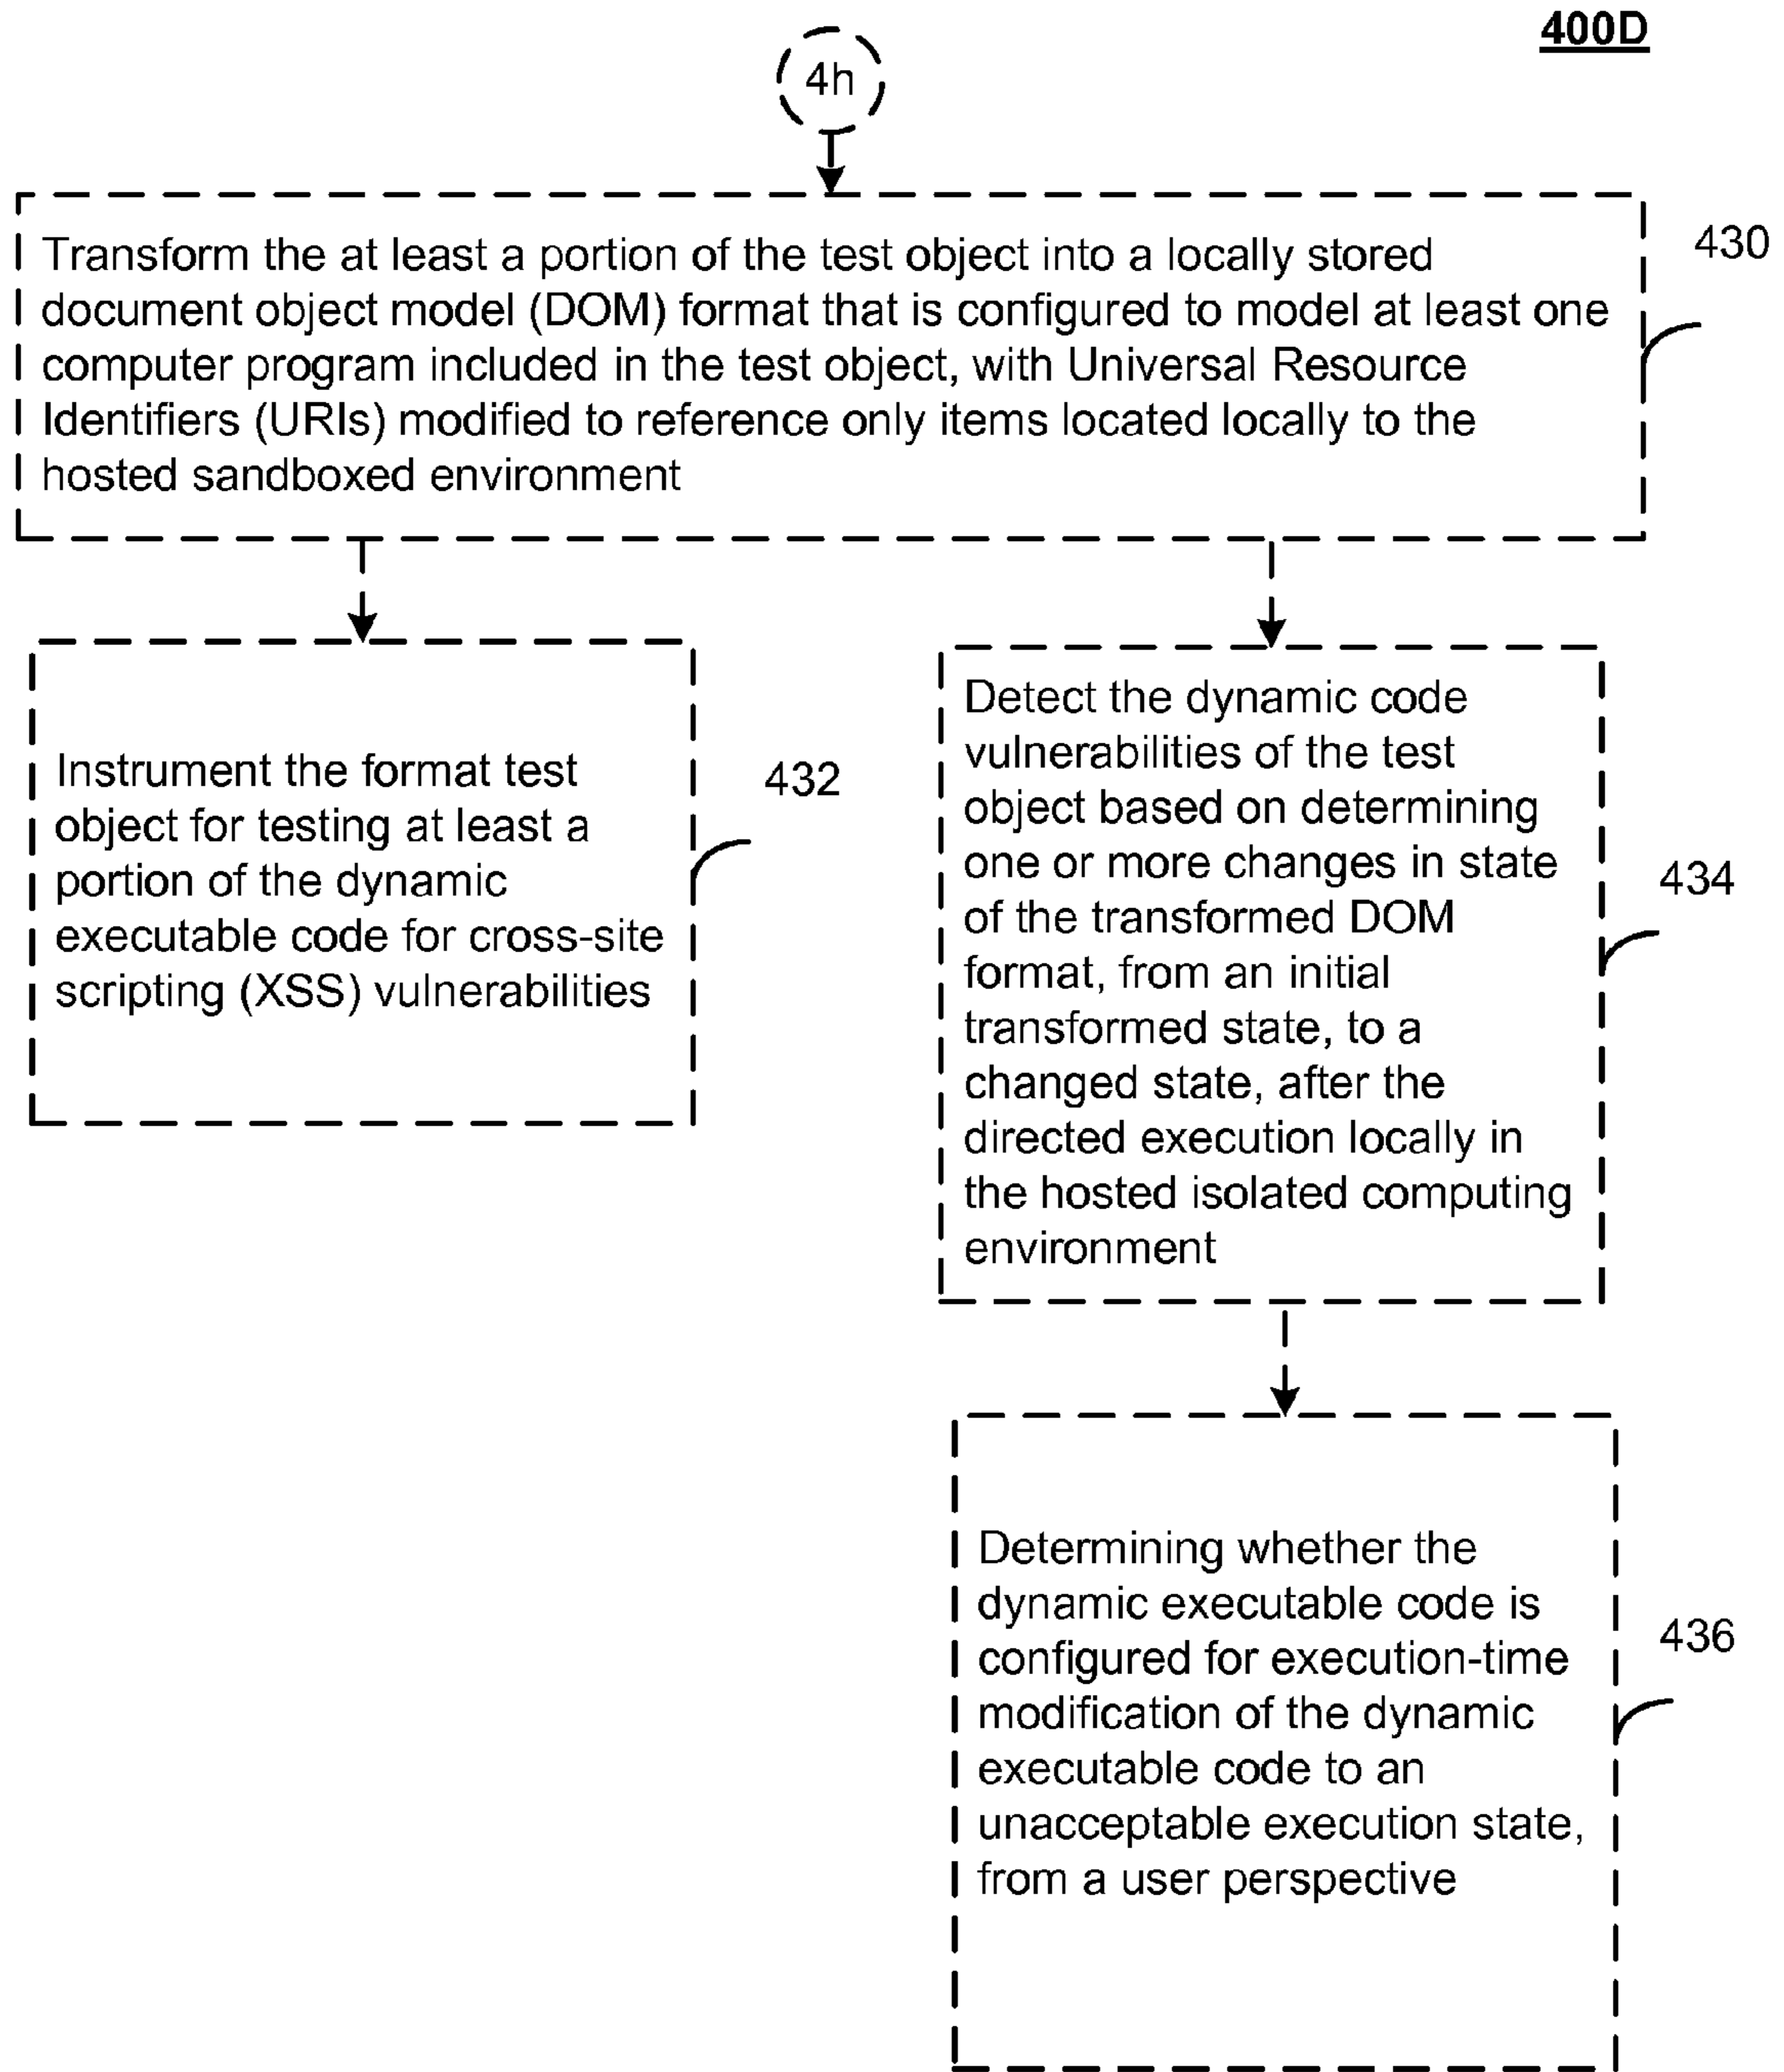 400D
4h
Transform the at least a portion of the test object into a locally stored
document object model (DOM) format that is configured to model at least one
computer program included in the test object, with Universal Resource
Identifiers (URIs) modified to reference only items located locally to the
hosted sandboxed environment
430
Instrument the format test
object for testing at least a
portion of the dynamic
executable code for cross-site
scripting (XSS) vulnerabilities
432
Detect the dynamic code
vulnerabilities of the test
object based on determining
one or more changes in state
of the transformed DOM
format, from an initial
transformed state, to a
changed state, after the
directed execution locally in
the hosted isolated computing
environment
434
Determining whether the
dynamic executable code is
configured for execution-time
modification of the dynamic
executable code to an
unacceptable execution state,
from a user perspective
436